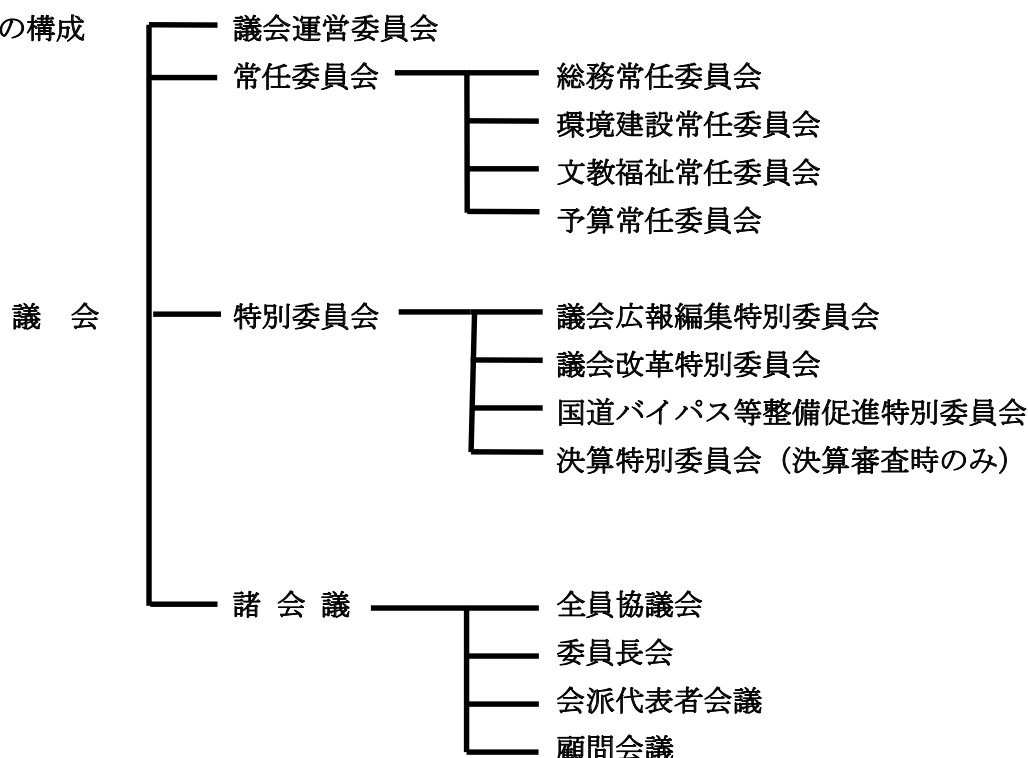 の構成
議会運営委員会
常任委員会
総務常任委員会
環境建設常任委員会
文教福祉常任委員会
予算常任委員会
議　会
特別委員会
議会広報編集特別委員会
議会改革特別委員会
国道バイパス等整備促進特別委員会
決算特別委員会（決算審査時のみ）
諸 会 議
全員協議会
委員長会
会派代表者会議
顧問会議